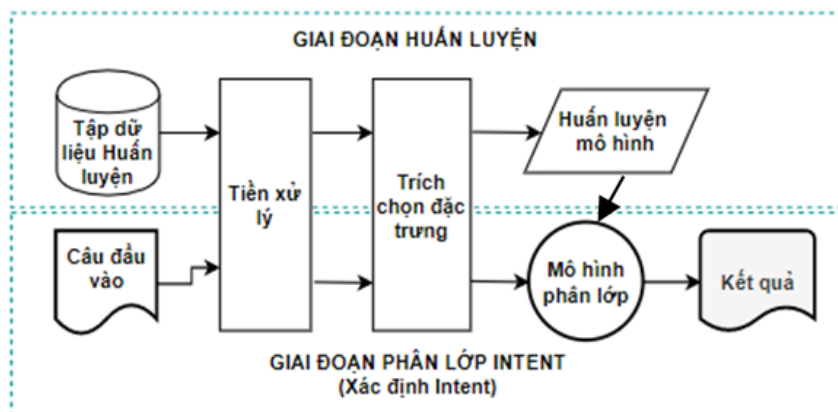 GIAI ĐOẠN HUẤN LUYỆN
Tập dữ
liệu Huấn
luyện
Tiền xử
lý
Trích
chọn đặc
trưng
Huấn luyện
mô hình
Câu đầu
vào
Mô hình
phân lớp
Kết quả
GIAI ĐOẠN PHÂN LỚP INTENT
(Xác định Intent)